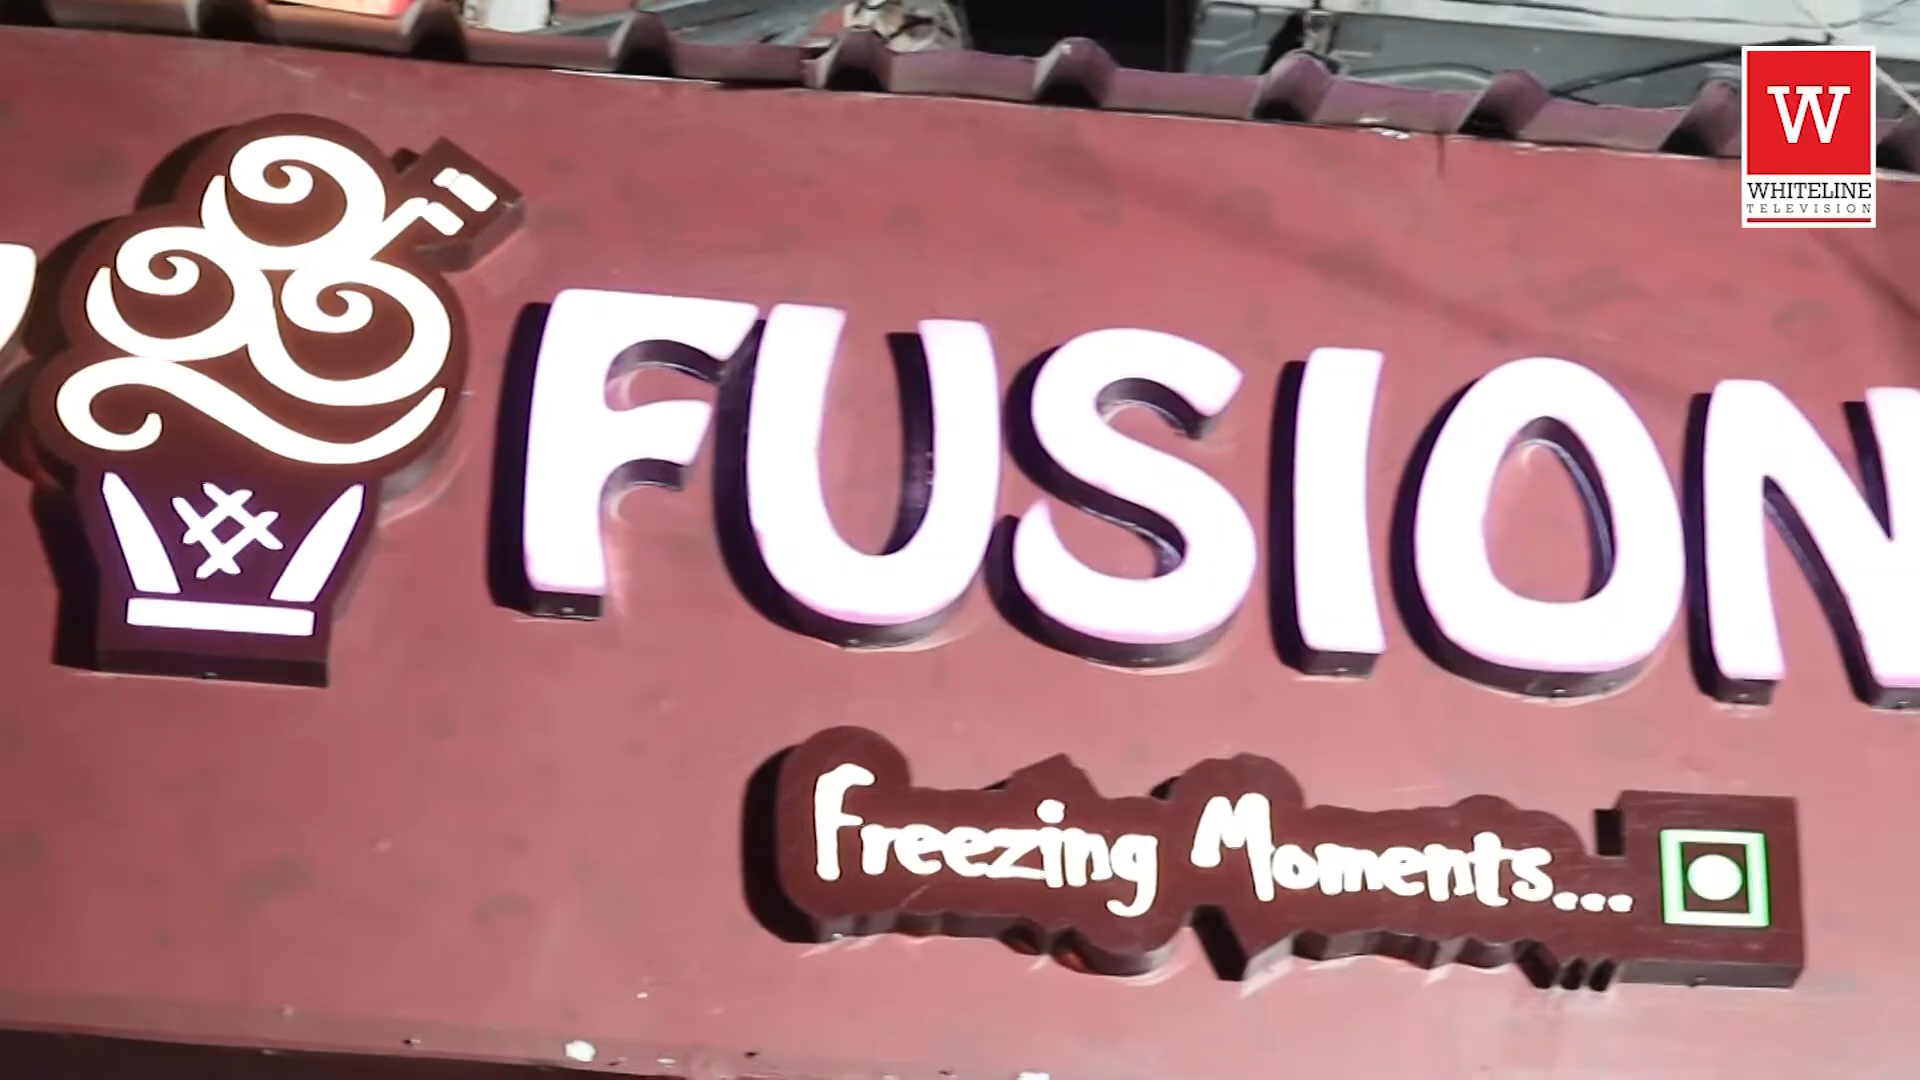 W
WHITELINE
TELEVISION
FUSION
Freezing Moments...